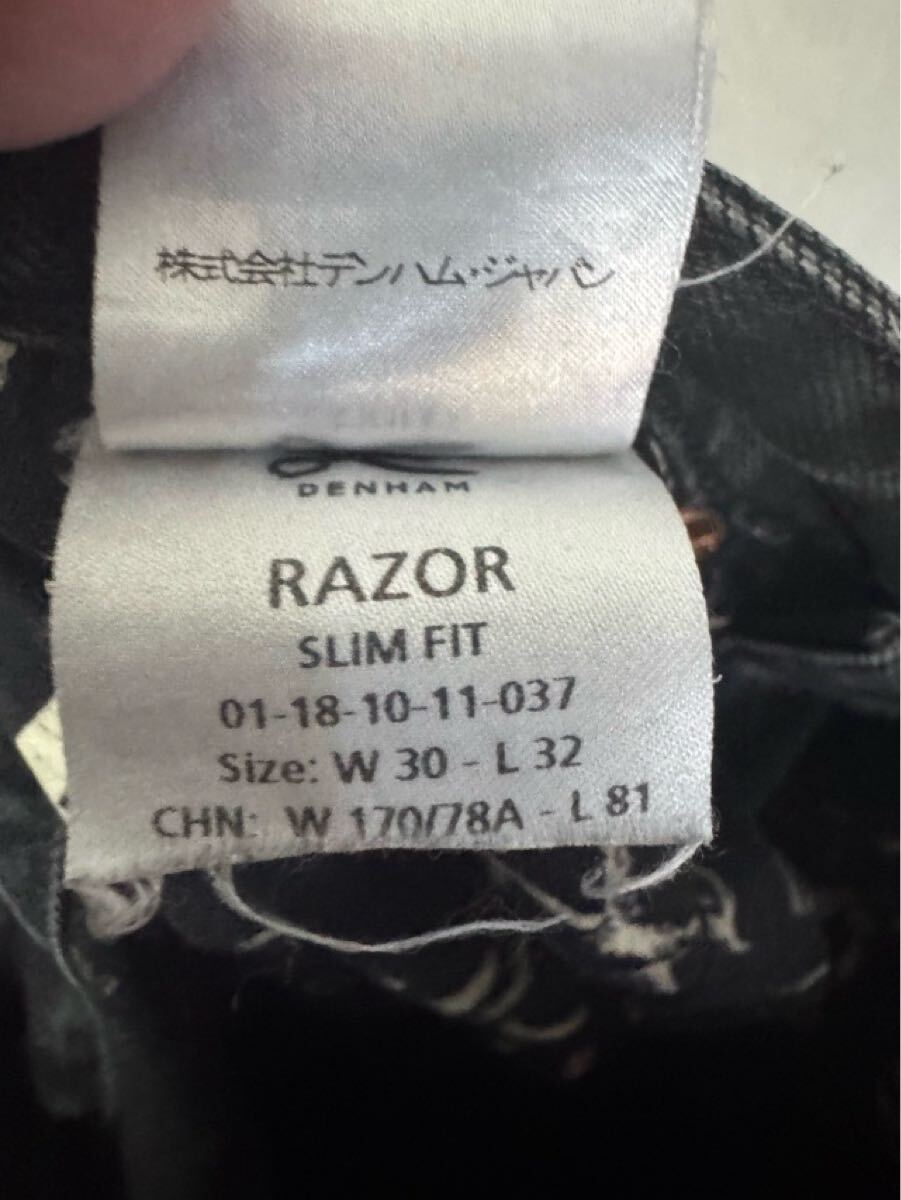 株式会社デンハム・ジャパン
DENHAM
RAZOR
SLIM FIT
01-18-10-11-037
Size: W 30 - L 32
CHN: W 170/78A - L 81